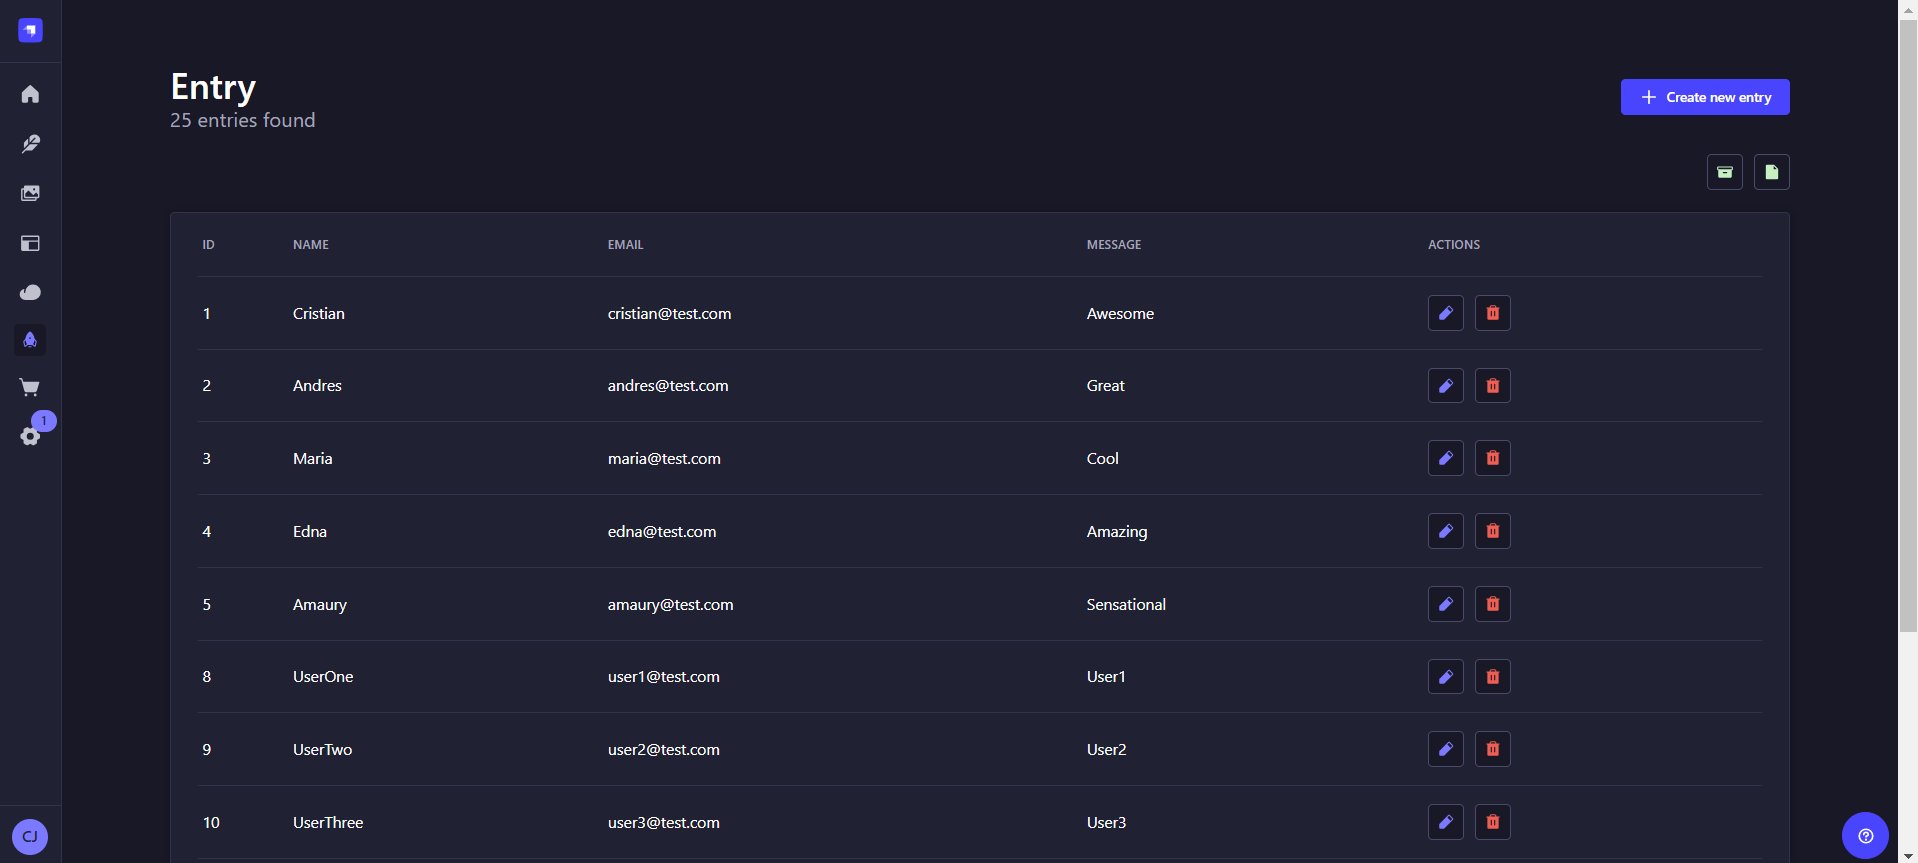 Entry
25 entries found
Create new entry
ID NAME EMAIL MESSAGE ACTIONS
1 Cristian cristian@test.com Awesome
2 Andres andres@test.com Great
3 Maria maria@test.com Cool
4 Edna edna@test.com Amazing
5 Amaury amaury@test.com Sensational
8 UserOne user1@test.com User1
9 UserTwo user2@test.com User2
10 UserThree user3@test.com User3
1
CJ